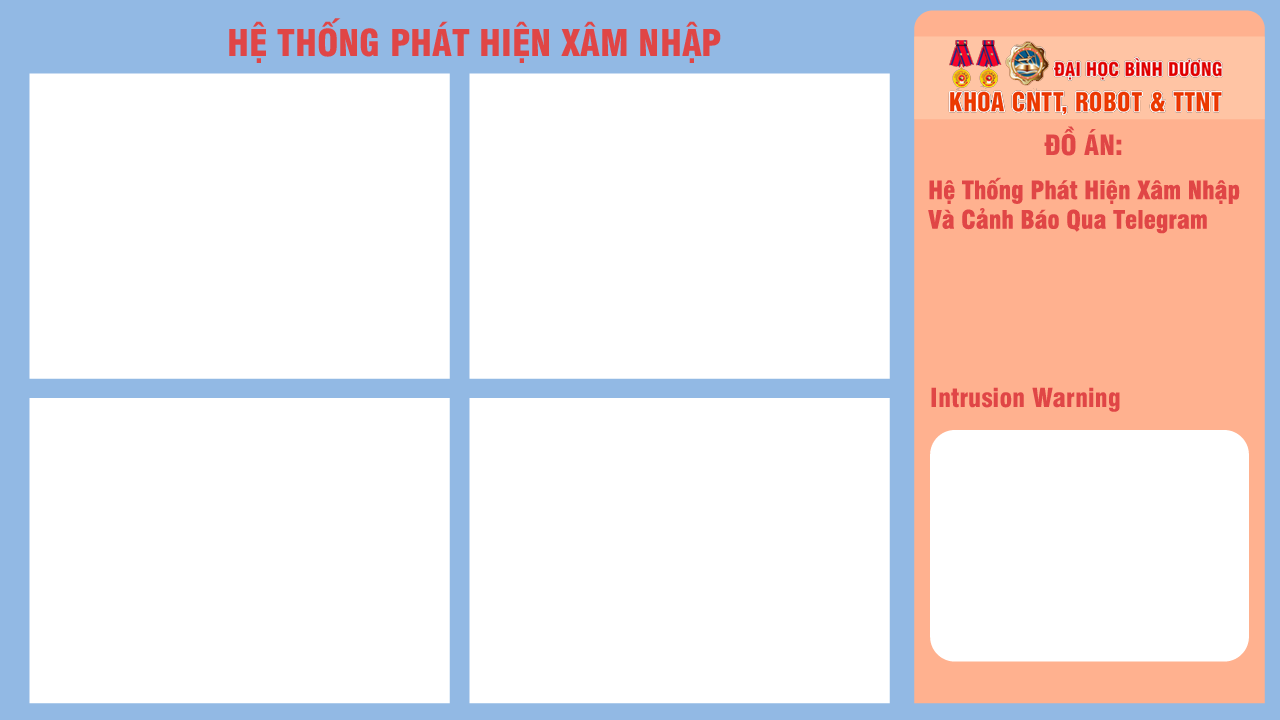 HỆ THỐNG PHÁT HIỆN XÂM NHẬP
ĐẠI HỌC BÌNH DƯƠNG
KHOA CNTT, ROBOT & TTNT
ĐỒ ÁN:
Hệ Thống Phát Hiện Xâm Nhập
Và Cảnh Báo Qua Telegram
Intrusion Warning